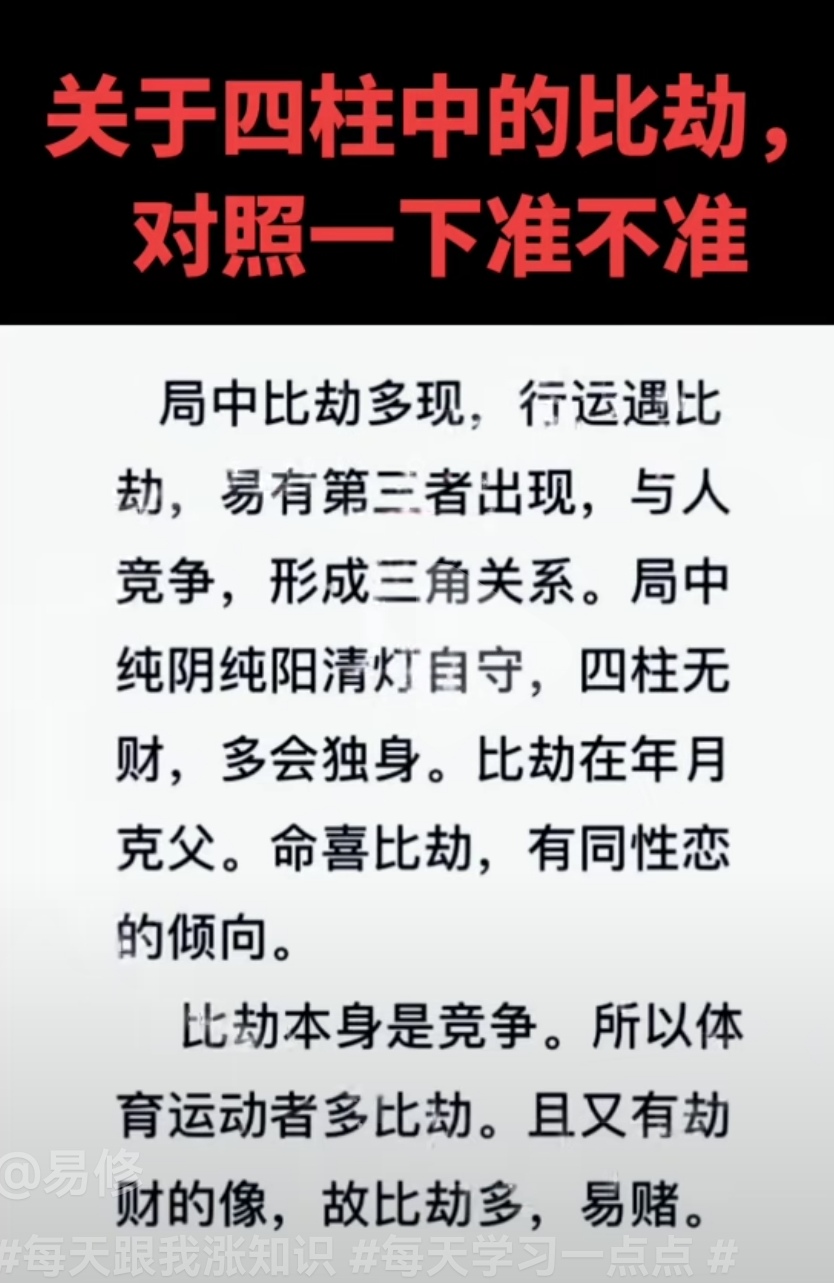 关于四柱中的比劫，
对照一下准不准
局中比劫多现，行运遇比
劫，易有第三者出现，与人
竞争，形成三角关系。局中
纯阴纯阳清灯自守，四柱无
财，多会独身。比劫在年月
克父。命喜比劫，有同性恋
的倾向。
比劫本身是竞争。所以体
育运动者多比劫。且又有劫
财的像，故比劫多，易赌。
@易修
#每天跟我涨知识 #每天学习一点点 #